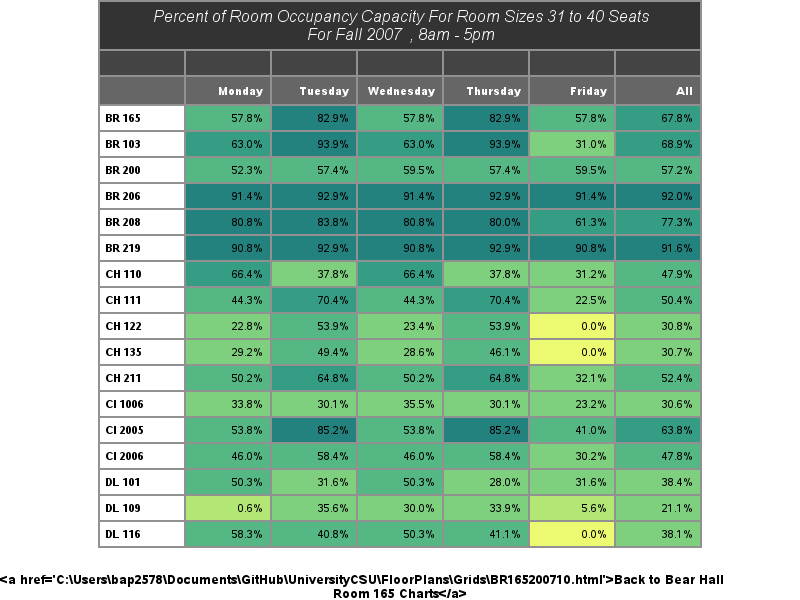 Percent of Room Occupancy Capacity For Room Sizes 31 to 40 Seats
For Fall 2007 , 8am - 5pm
Monday Tuesday Wednesday Thursday Friday All
BR 165 57.8% 82.9% 57.8% 82.9% 57.8% 67.8%
BR 103 63.0% 93.9% 63.0% 93.9% 31.0% 68.9%
BR 200 52.3% 57.4% 59.5% 57.4% 59.5% 57.2%
BR 206 91.4% 92.9% 91.4% 92.9% 91.4% 92.0%
BR 208 80.8% 83.8% 80.8% 80.0% 61.3% 77.3%
BR 219 90.8% 92.9% 90.8% 92.9% 90.8% 91.6%
CH 110 66.4% 37.8% 66.4% 37.8% 31.2% 47.9%
CH 111 44.3% 70.4% 44.3% 70.4% 22.5% 50.4%
CH 122 22.8% 53.9% 23.4% 53.9% 0.0% 30.8%
CH 135 29.2% 49.4% 28.6% 46.1% 0.0% 30.7%
CH 211 50.2% 64.8% 50.2% 64.8% 32.1% 52.4%
CI 1006 33.8% 30.1% 35.5% 30.1% 23.2% 30.6%
CI 2005 53.8% 85.2% 53.8% 85.2% 41.0% 63.8%
CI 2006 46.0% 58.4% 46.0% 58.4% 30.2% 47.8%
DL 101 50.3% 31.6% 50.3% 28.0% 31.6% 38.4%
DL 109 0.6% 35.6% 30.0% 33.9% 5.6% 21.1%
DL 116 58.3% 40.8% 50.3% 41.1% 0.0% 38.1%
<a href='C:\Users\bap2578\Documents\GitHub\UniversityCSU\FloorPlans\Grids\BR165200710.html'>Back to Bear Hall
Room 165 Charts</a>